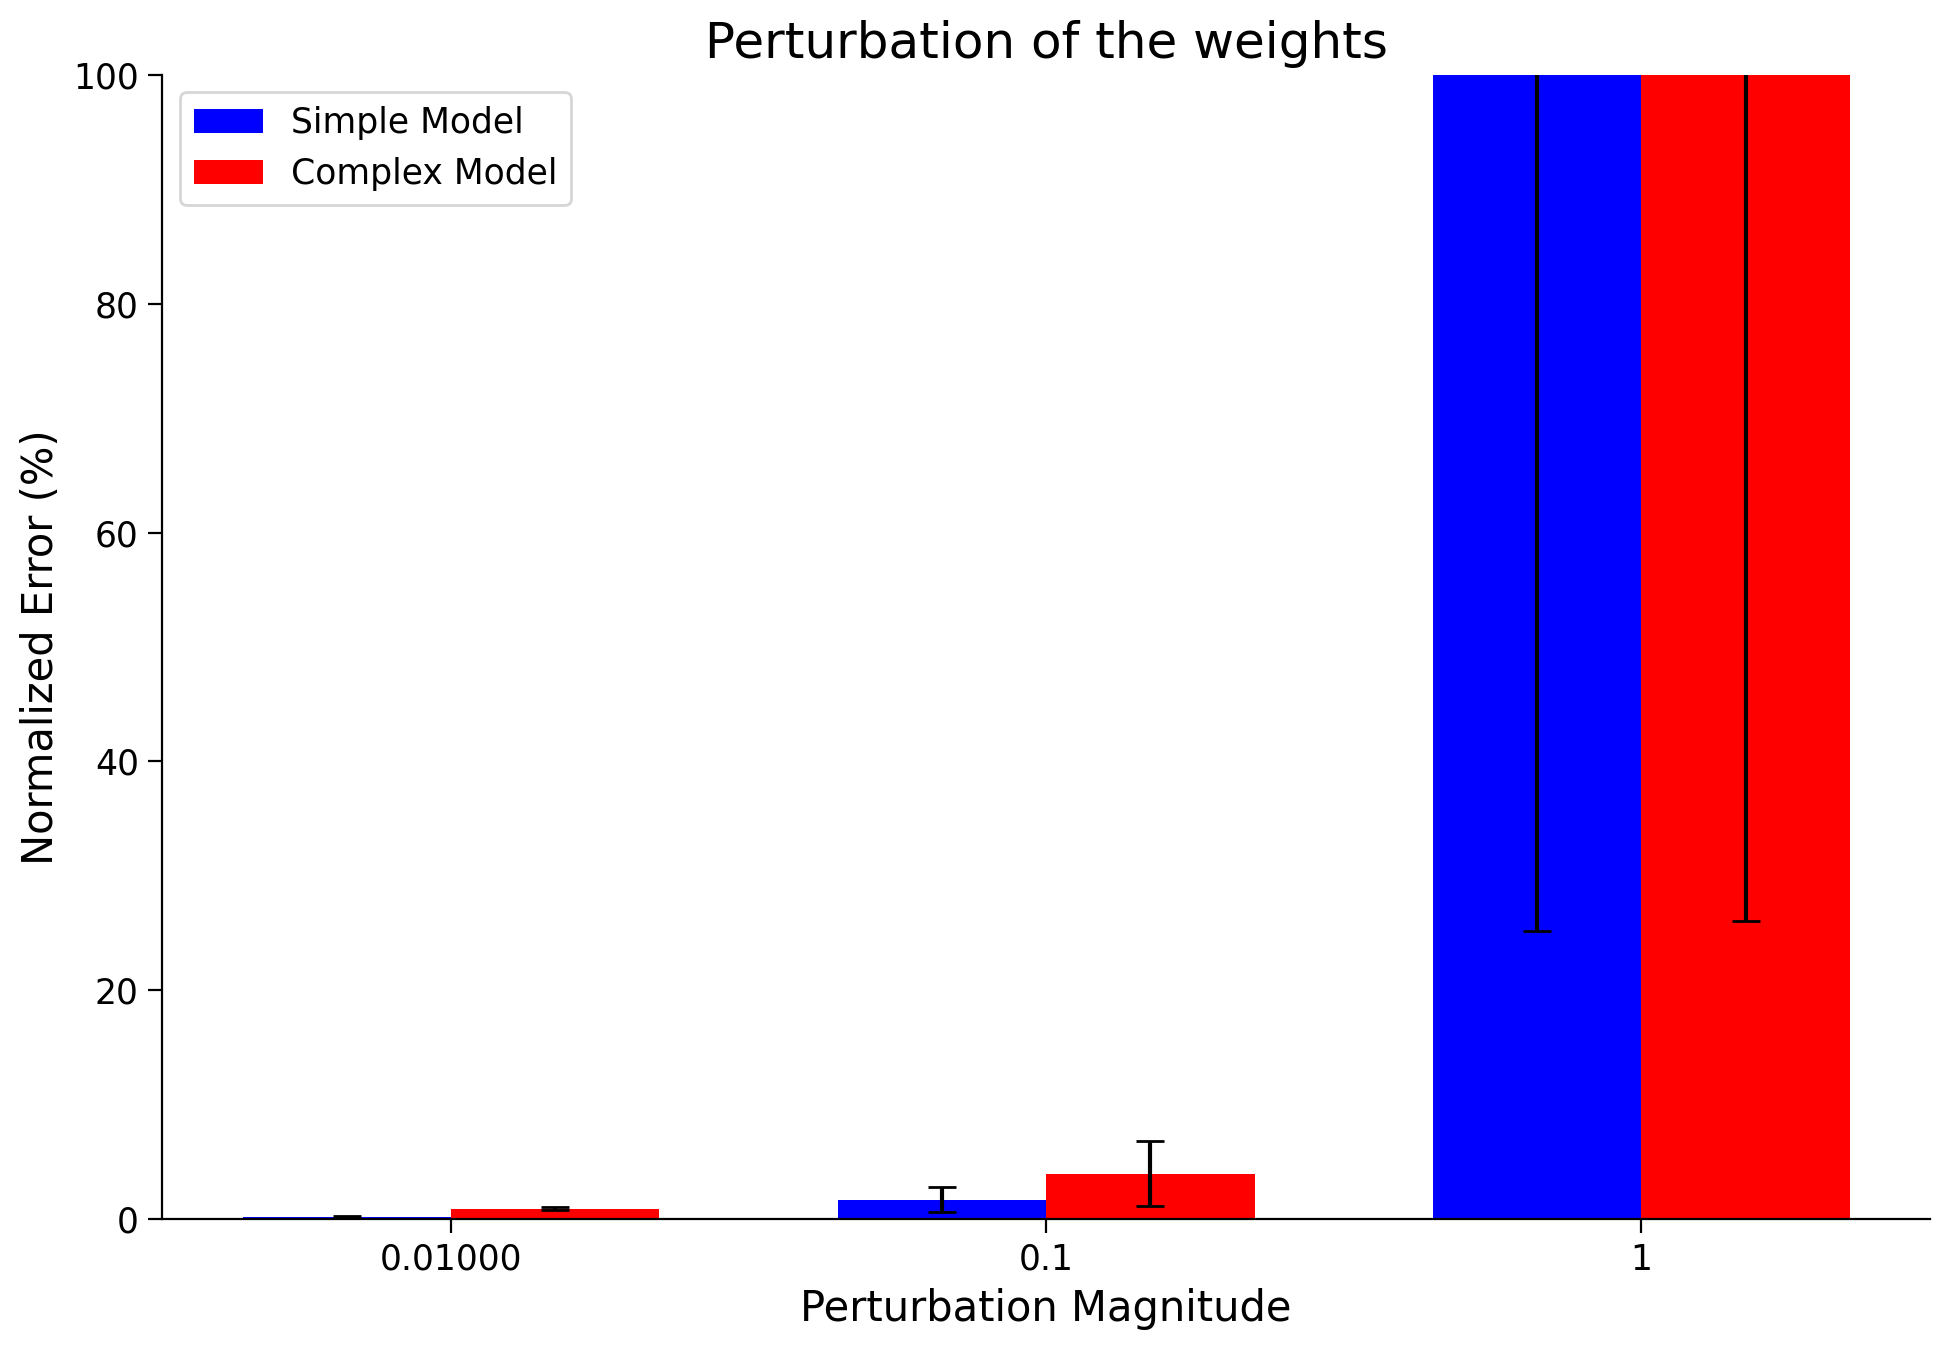 Perturbation of the weights
Simple Model
Complex Model
Normalized Error (%)
100
80
60
40
20
0
0.01000
0.1
1
Perturbation Magnitude